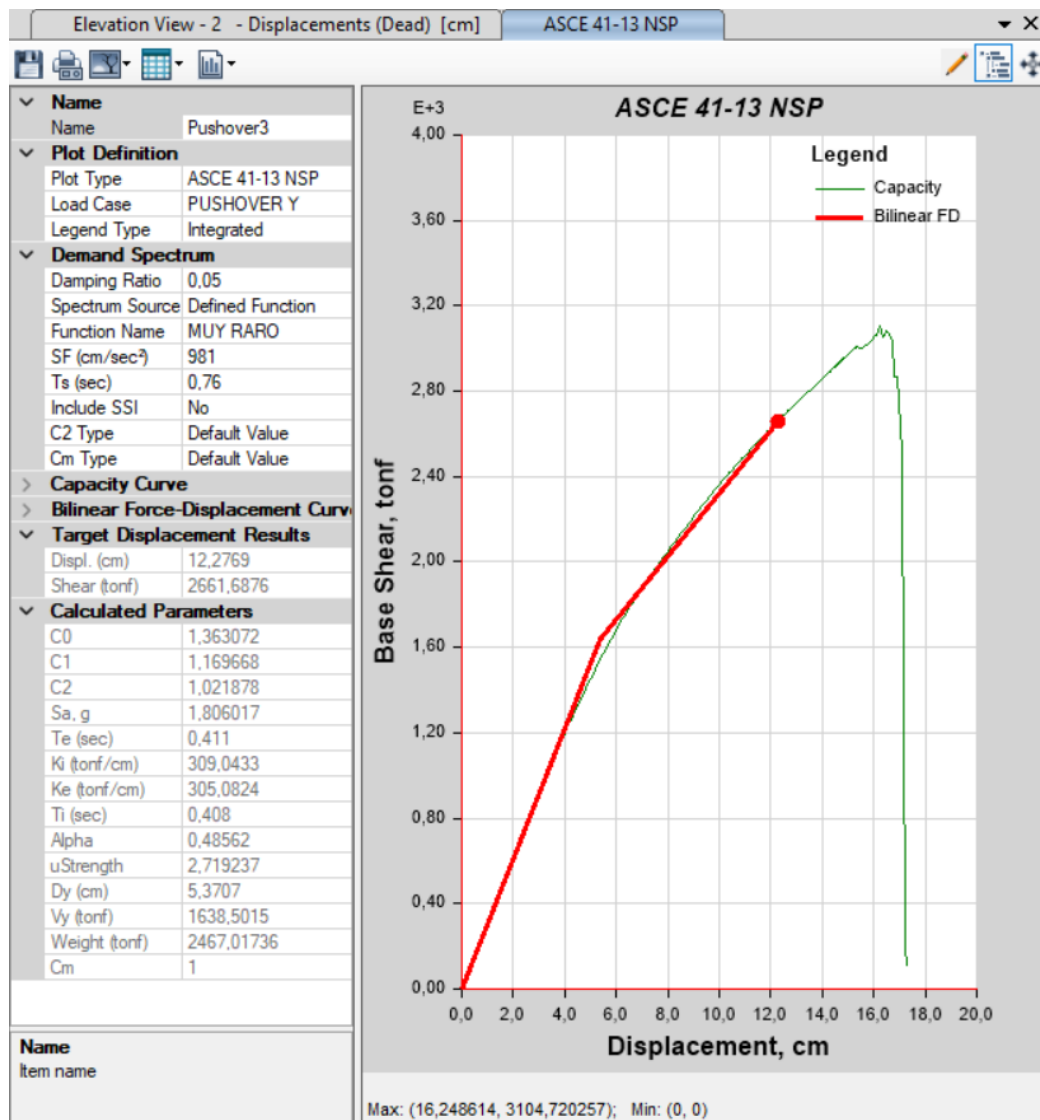 Elevation View - 2 - Displacements (Dead) [cm]
ASCE 41-13 NSP
Name
Name Pushover3
Plot Definition
Plot Type ASCE 41-13 NSP
Load Case PUSHOVER Y
Legend Type Integrated
Demand Spectrum
Damping Ratio 0,05
Spectrum Source Defined Function
Function Name MUY RARO
SF (cm/sec²) 981
Ts (sec) 0,76
Include SSI No
C2 Type Default Value
Cm Type Default Value
Capacity Curve
Bilinear Force-Displacement Curv
Target Displacement Results
Displ. (cm) 12,2769
Shear (tonf) 2661,6876
Calculated Parameters
C0 1,363072
C1 1,169668
C2 1,021878
Sa, g 1,806017
Te (sec) 0,411
Ki (tonf/cm) 309,0433
Ke (tonf/cm) 305,0824
Ti (sec) 0,408
Alpha 0,48562
uStrength 2,719237
Dy (cm) 5,3707
Vy (tonf) 1638,5015
Weight (tonf) 2467,01736
Cm 1
Name
Item name
E+3
ASCE 41-13 NSP
Legend
Capacity
Bilinear FD
4,00
3,60
3,20
2,80
2,40
2,00
1,60
1,20
0,80
0,40
0,00
Base Shear, tonf
0,0 2,0 4,0 6,0 8,0 10,0 12,0 14,0 16,0 18,0 20,0
Displacement, cm
Max: (16,248614, 3104,720257); Min: (0, 0)